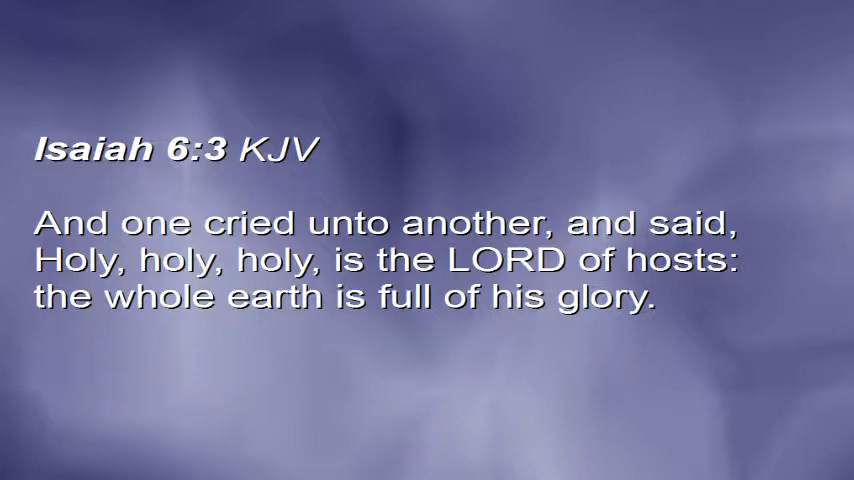 Isaiah 6:3 KJV
And one cried unto another, and said,
Holy, holy, holy, is the LORD of hosts:
the whole earth is full of his glory.